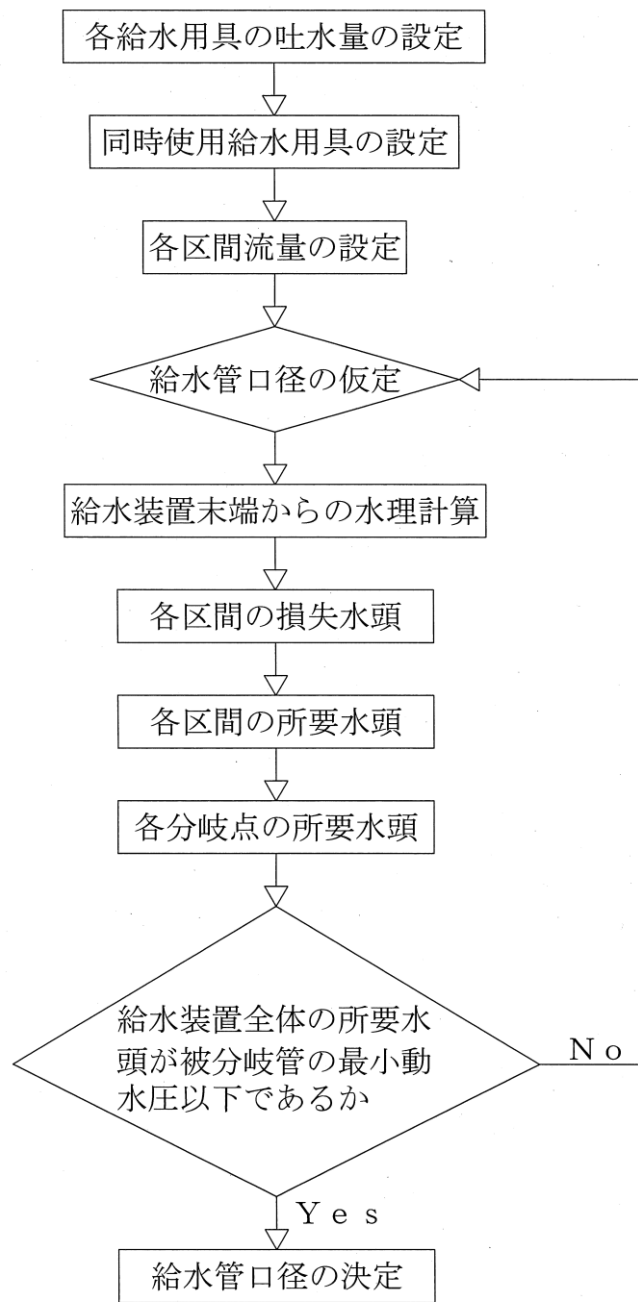 各給水用具の吐水量の設定
同時使用給水用具の設定
各区間流量の設定
給水管口径の仮定
給水装置末端からの水理計算
各区間の損失水頭
各区間の所要水頭
各分岐点の所要水頭
給水装置全体の所要水
頭が被分岐管の最小動
水圧以下であるか
No
Yes
給水管口径の決定